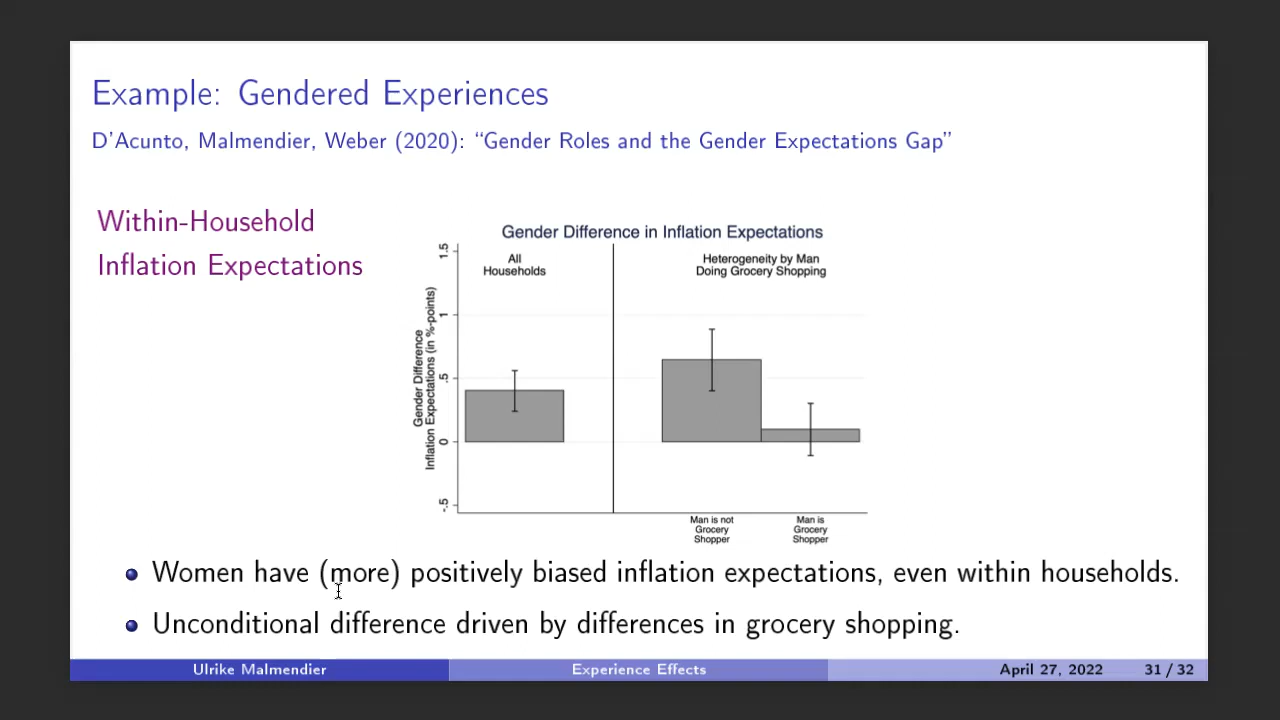 Example: Gendered Experiences
D'Acunto, Malmendier, Weber (2020): “Gender Roles and the Gender Expectations Gap”
Within-Household
Inflation Expectations
Gender Difference in Inflation Expectations
All
Households
Heterogeneity by Man
Doing Grocery Shopping
Gender Difference
Inflation Expectations (in %-points)
1.5
1
.5
0
-.5
Man is not
Grocery
Shopper
Man is
Grocery
Shopper
Women have (more) positively biased inflation expectations, even within households.
Unconditional difference driven by differences in grocery shopping.
Ulrike Malmendier
Experience Effects
April 27, 2022
31 / 32